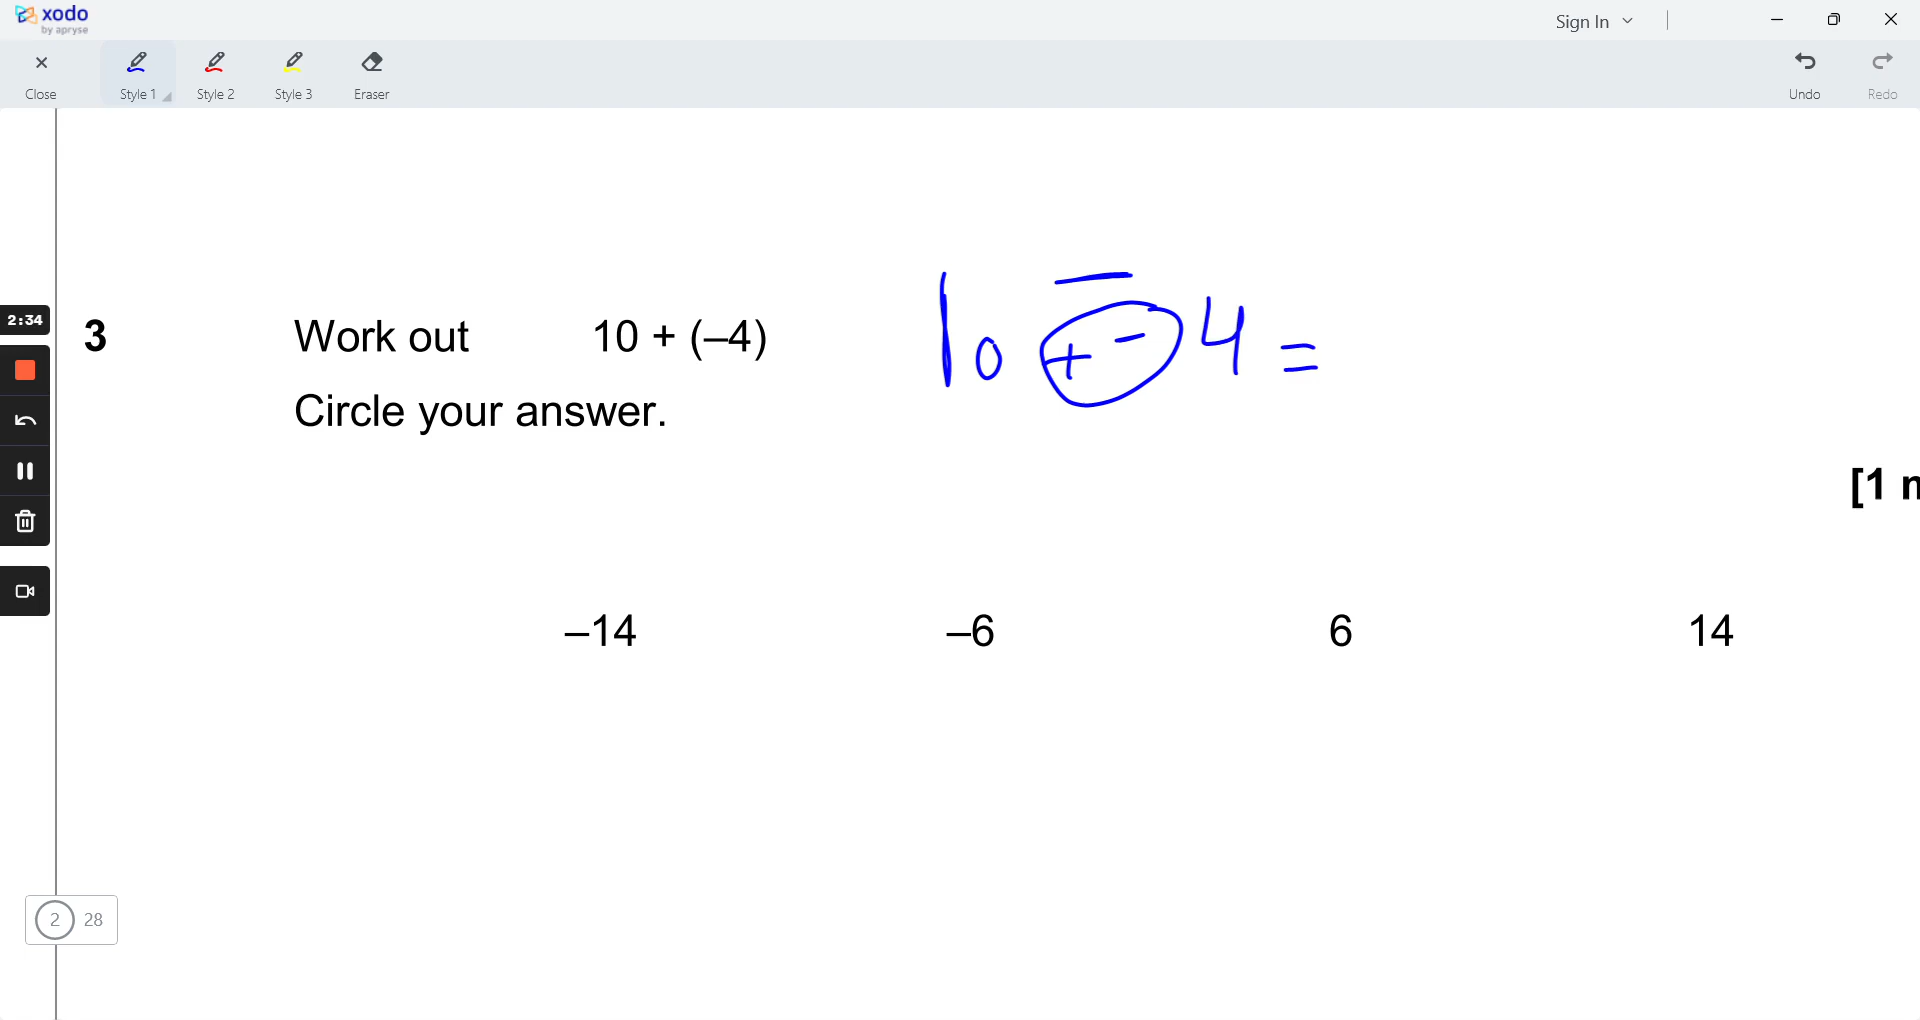 xodo
by apryse
Sign In
Close
Style 1
Style 2
Style 3
Eraser
Undo
Redo
2:34
3
Work out 10 + (–4)
10 + - 4 =
–
Circle your answer.
[1 m
–14 –6 6 14
2 28